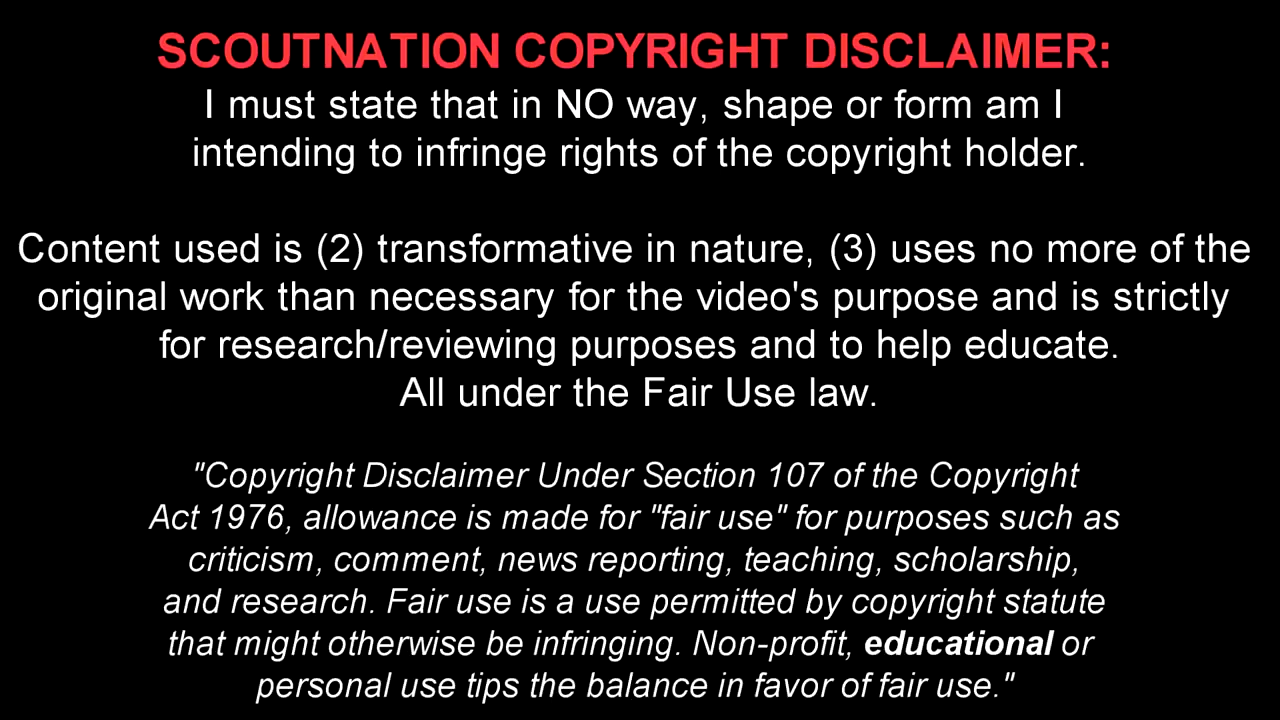 SCOUTNATION COPYRIGHT DISCLAIMER:
I must state that in NO way, shape or form am I
intending to infringe rights of the copyright holder.
Content used is (2) transformative in nature, (3) uses no more of the
original work than necessary for the video's purpose and is strictly
for research/reviewing purposes and to help educate.
All under the Fair Use law.
"Copyright Disclaimer Under Section 107 of the Copyright
Act 1976, allowance is made for "fair use" for purposes such as
criticism, comment, news reporting, teaching, scholarship,
and research. Fair use is a use permitted by copyright statute
that might otherwise be infringing. Non-profit, educational or
personal use tips the balance in favor of fair use."